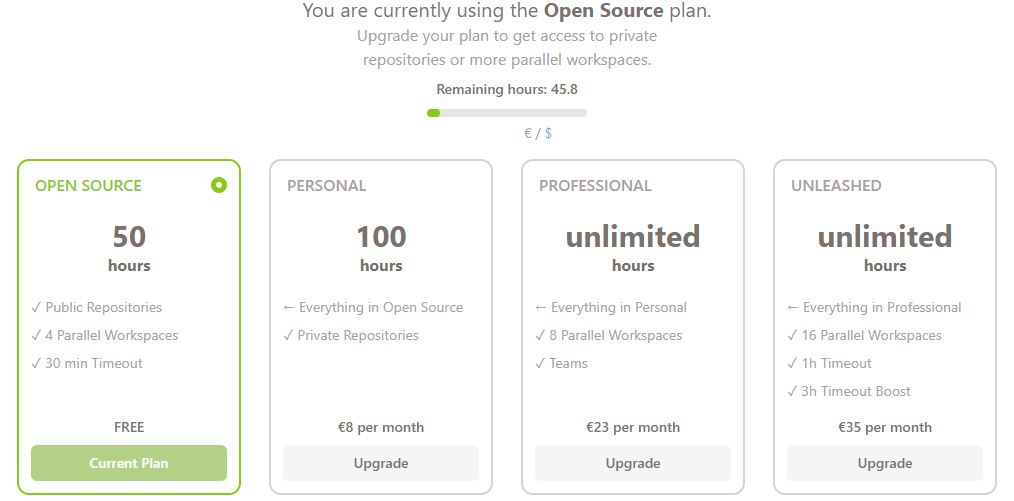 You are currently using the Open Source plan.
Upgrade your plan to get access to private
repositories or more parallel workspaces.
Remaining hours: 45.8
€ / $
OPEN SOURCE
50
hours
✓ Public Repositories
✓ 4 Parallel Workspaces
✓ 30 min Timeout
FREE
Current Plan
PERSONAL
100
hours
← Everything in Open Source
✓ Private Repositories
€8 per month
Upgrade
PROFESSIONAL
unlimited
hours
← Everything in Personal
✓ 8 Parallel Workspaces
✓ Teams
€23 per month
Upgrade
UNLEASHED
unlimited
hours
← Everything in Professional
✓ 16 Parallel Workspaces
✓ 1h Timeout
✓ 3h Timeout Boost
€35 per month
Upgrade